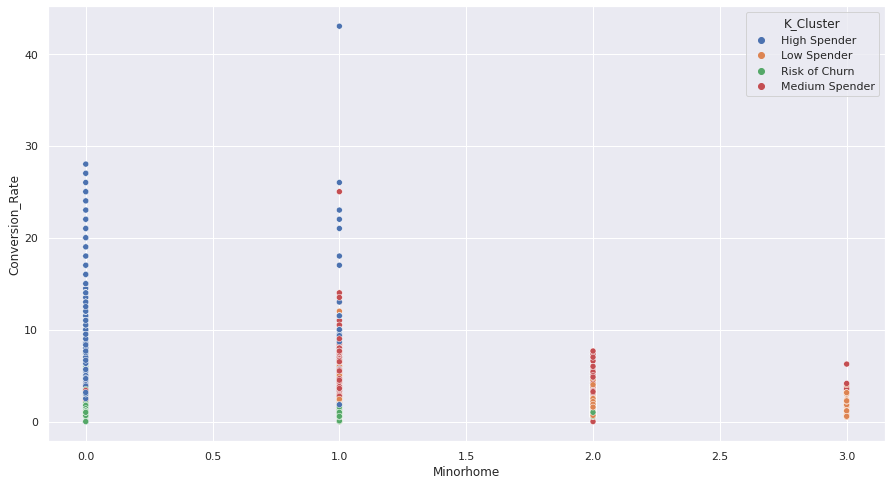 K_Cluster
High Spender
Low Spender
Risk of Churn
Medium Spender
40
30
20
10
0
Conversion_Rate
0.0 0.5 1.0 1.5 2.0 2.5 3.0
Minorhome